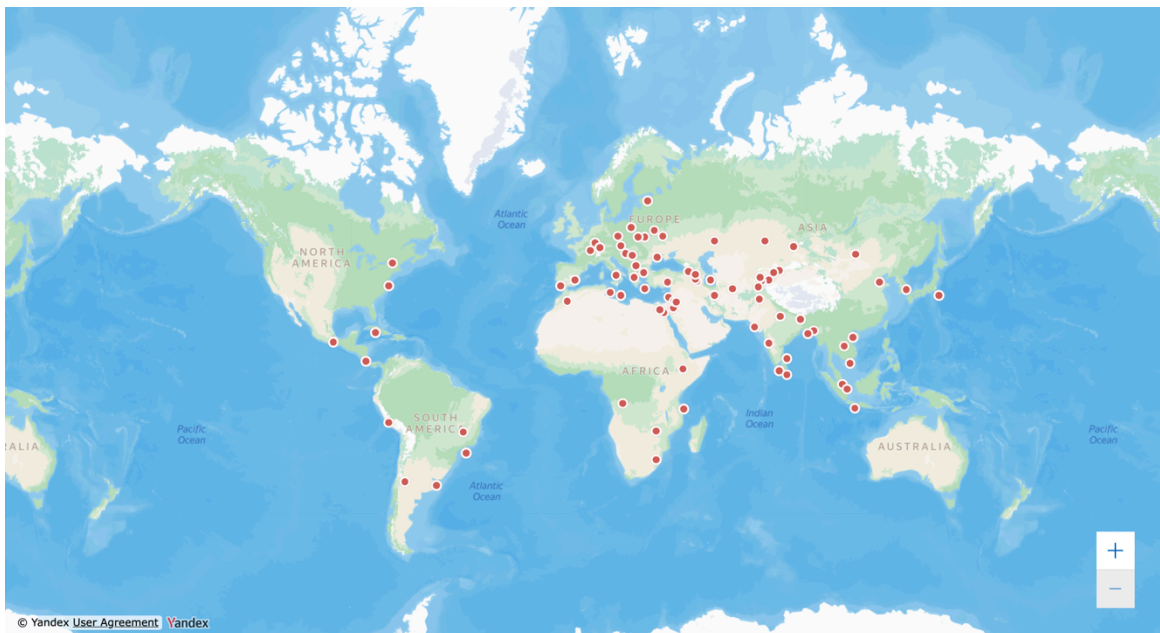 Atlantic
Ocean
EUROPE
ASIA
NORTH
AMERICA
AFRICA
Indian
Ocean
SOUTH
AMERICA
Pacific
Ocean
Pacific
Ocean
RALIA
AUSTRALIA
Atlantic
Ocean
+
−
© Yandex User Agreement Yandex